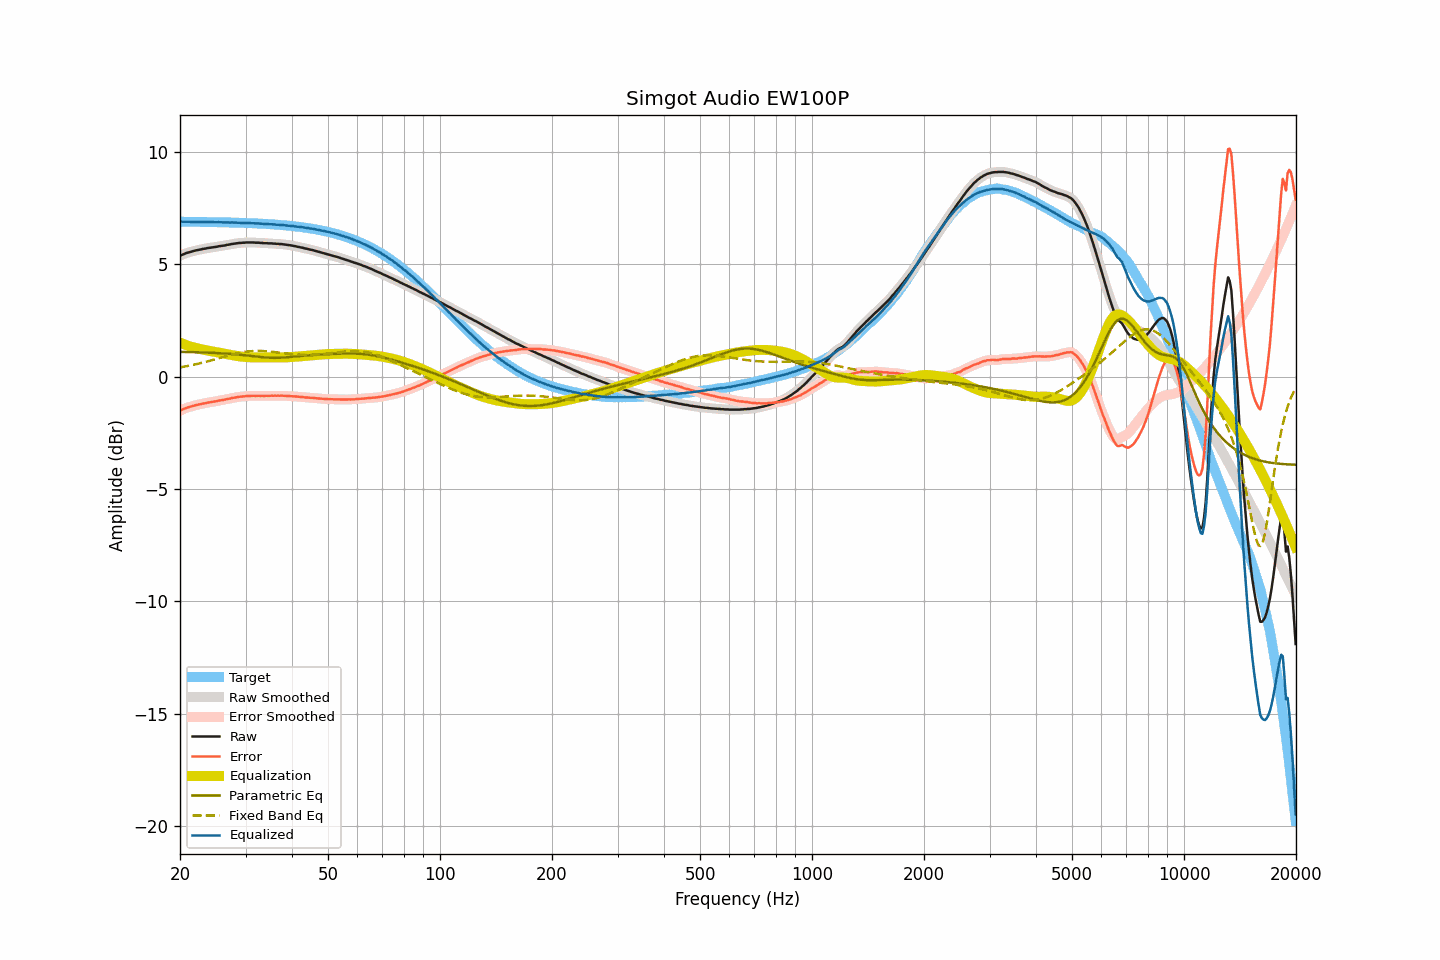 Simgot Audio EW100P
10
5
0
−5
−10
−15
−20
Amplitude (dBr)
Target
Raw Smoothed
Error Smoothed
Raw
Error
Equalization
Parametric Eq
Fixed Band Eq
Equalized
20 50 100 200 500 1000 2000 5000 10000 20000
Frequency (Hz)